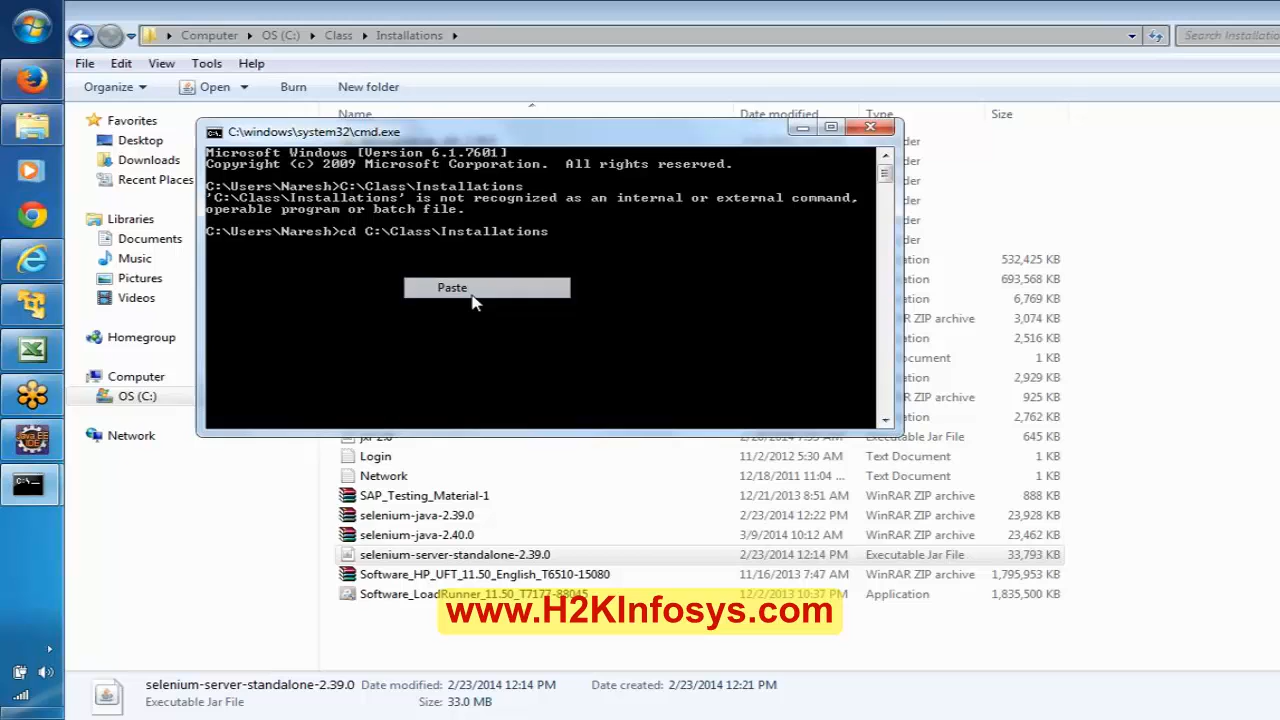 Computer
OS (C:)
Class
Installations
Search Installatio
File
Edit
View
Tools
Help
Organize
Open
Burn
New folder
Name
Date modified
Type
Size
Favorites
Desktop
Downloads
Recent Places
Libraries
Documents
Music
Pictures
Videos
Homegroup
Computer
OS (C:)
Network
C:\windows\system32\cmd.exe
Microsoft Windows [Version 6.1.7601]
Copyright (c) 2009 Microsoft Corporation. All rights reserved.
C:\Users\Naresh>C:\Class\Installations
'C:\Class\Installations' is not recognized as an internal or external command,
operable program or batch file.
C:\Users\Naresh>cd C:\Class\Installations
Paste
532,425 KB
693,568 KB
6,769 KB
WinRAR ZIP archive 3,074 KB
2,516 KB
1 KB
2,929 KB
925 KB
2,762 KB
Executable Jar File 645 KB
Login 11/2/2012 5:30 AM Text Document 1 KB
Network 12/18/2011 11:04 ... Text Document 1 KB
SAP_Testing_Material-1 12/21/2013 8:51 AM WinRAR ZIP archive 888 KB
selenium-java-2.39.0 2/23/2014 12:22 PM WinRAR ZIP archive 23,928 KB
selenium-java-2.40.0 3/9/2014 10:12 AM WinRAR ZIP archive 23,462 KB
selenium-server-standalone-2.39.0 2/23/2014 12:14 PM Executable Jar File 33,793 KB
Software_HP_UFT_11.50_English_T6510-15080 11/16/2013 7:47 AM WinRAR ZIP archive 1,795,953 KB
Software_LoadRunner_11.50_T7177-88045 12/2/2013 10:37 PM Application 1,835,500 KB
www.H2KInfosys.com
selenium-server-standalone-2.39.0 Date modified: 2/23/2014 12:14 PM Date created: 2/23/2014 12:21 PM
Executable Jar File Size: 33.0 MB